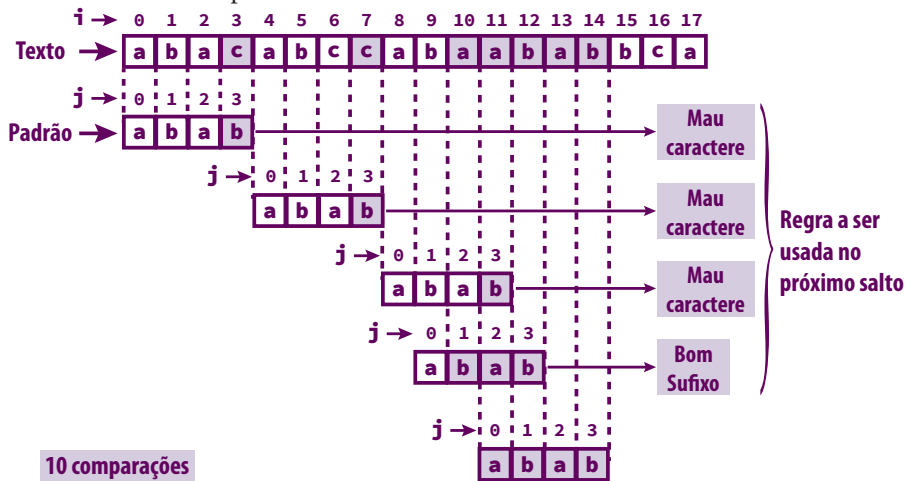 i → 0 1 2 3 4 5 6 7 8 9 10 11 12 13 14 15 16 17
Texto → a b a c a b c c a b a a b a b b c a
j → 0 1 2 3
Padrão → a b a b
Mau
caractere
j → 0 1 2 3
a b a b
Mau
caractere
j → 0 1 2 3
a b a b
Mau
caractere
j → 0 1 2 3
a b a b
Bom
Sufixo
j → 0 1 2 3
a b a b
Regra a ser
usada no
próximo salto
10 comparações